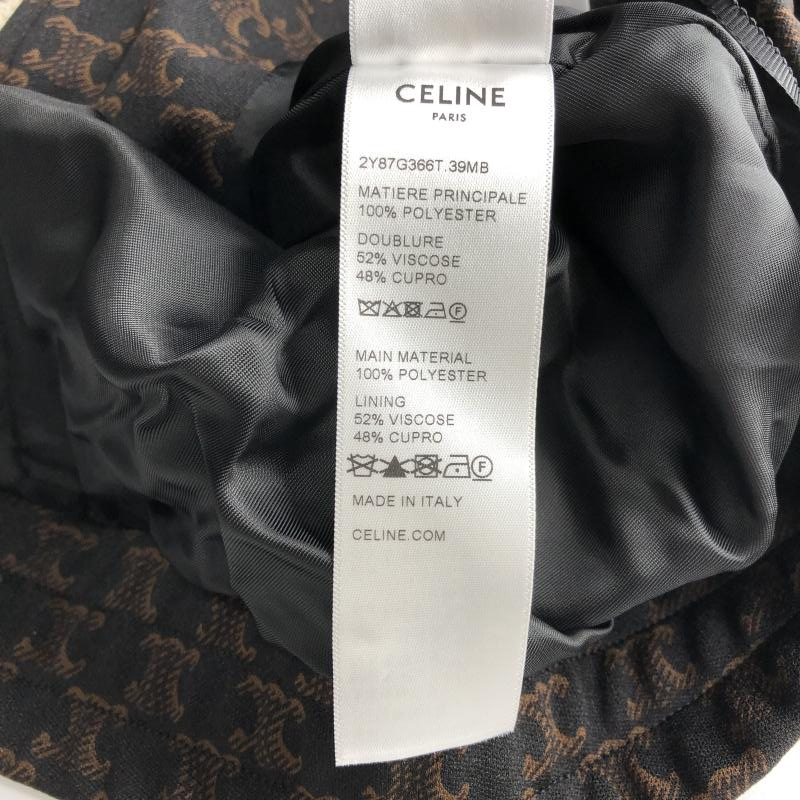 CELINE
PARIS
2Y87G366T.39MB
MATIERE PRINCIPALE
100% POLYESTER
DOUBLURE
52% VISCOSE
48% CUPRO
F
MAIN MATERIAL
100% POLYESTER
LINING
52% VISCOSE
48% CUPRO
F
MADE IN ITALY
CELINE.COM